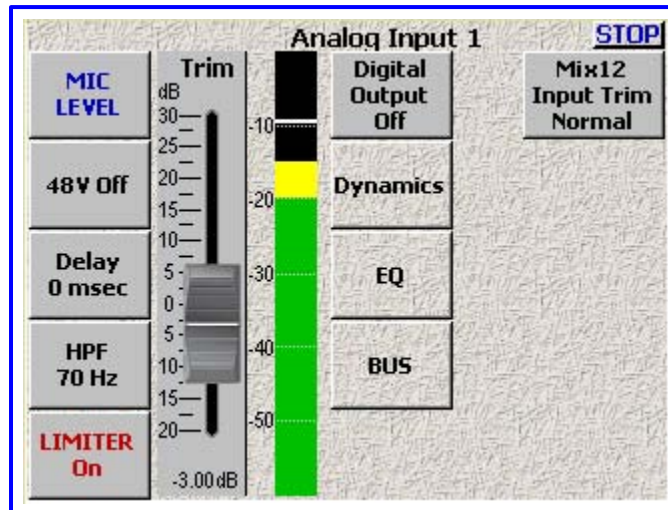 Analog Input 1
STOP
MIC
LEVEL
48V Off
Delay
0 msec
HPF
70 Hz
LIMITER
On
Trim
dB
30
25
20
15
10
5
0
5
10
15
20
-3.00dB
-10
-20
-30
-40
-50
Digital
Output
Off
Dynamics
EQ
BUS
Mix12
Input Trim
Normal